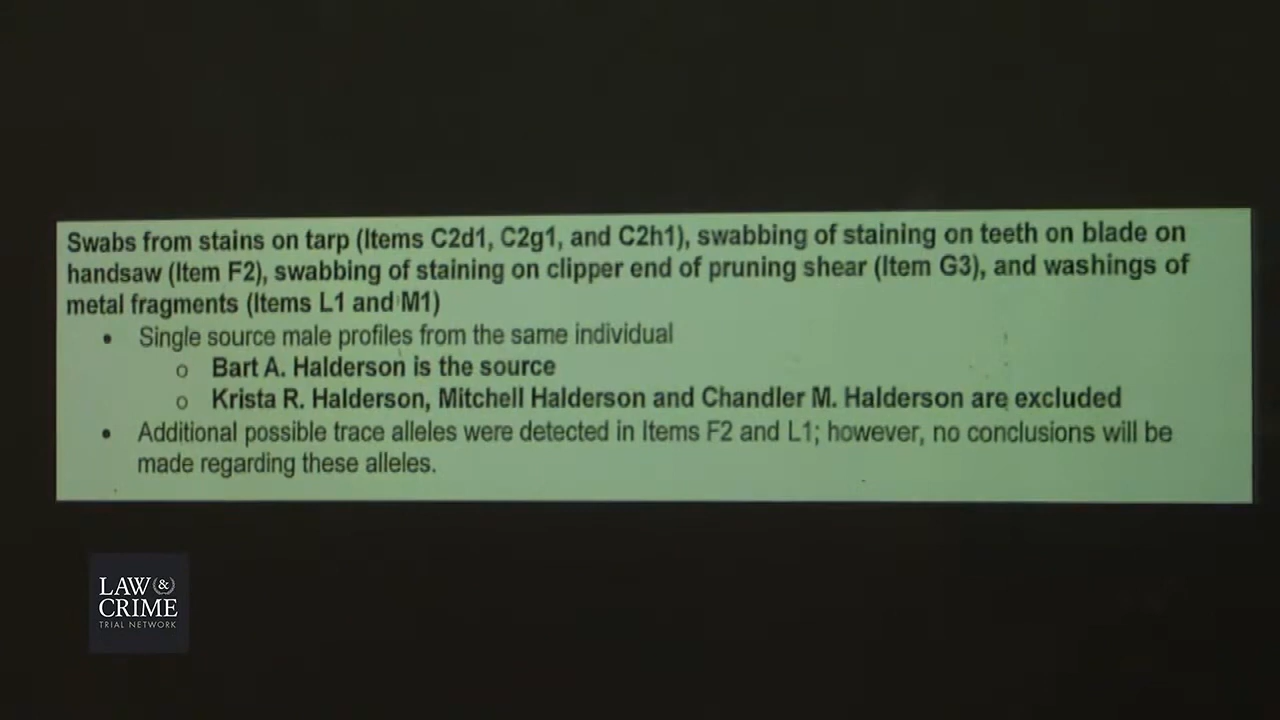 Swabs from stains on tarp (Items C2d1, C2g1, and C2h1), swabbing of staining on teeth on blade on
handsaw (Item F2), swabbing of staining on clipper end of pruning shear (Item G3), and washings of
metal fragments (Items L1 and M1)
• Single source male profiles from the same individual
o Bart A. Halderson is the source
o Krista R. Halderson, Mitchell Halderson and Chandler M. Halderson are excluded
• Additional possible trace alleles were detected in Items F2 and L1; however, no conclusions will be
made regarding these alleles.
LAW &
CRIME
TRIAL NETWORK